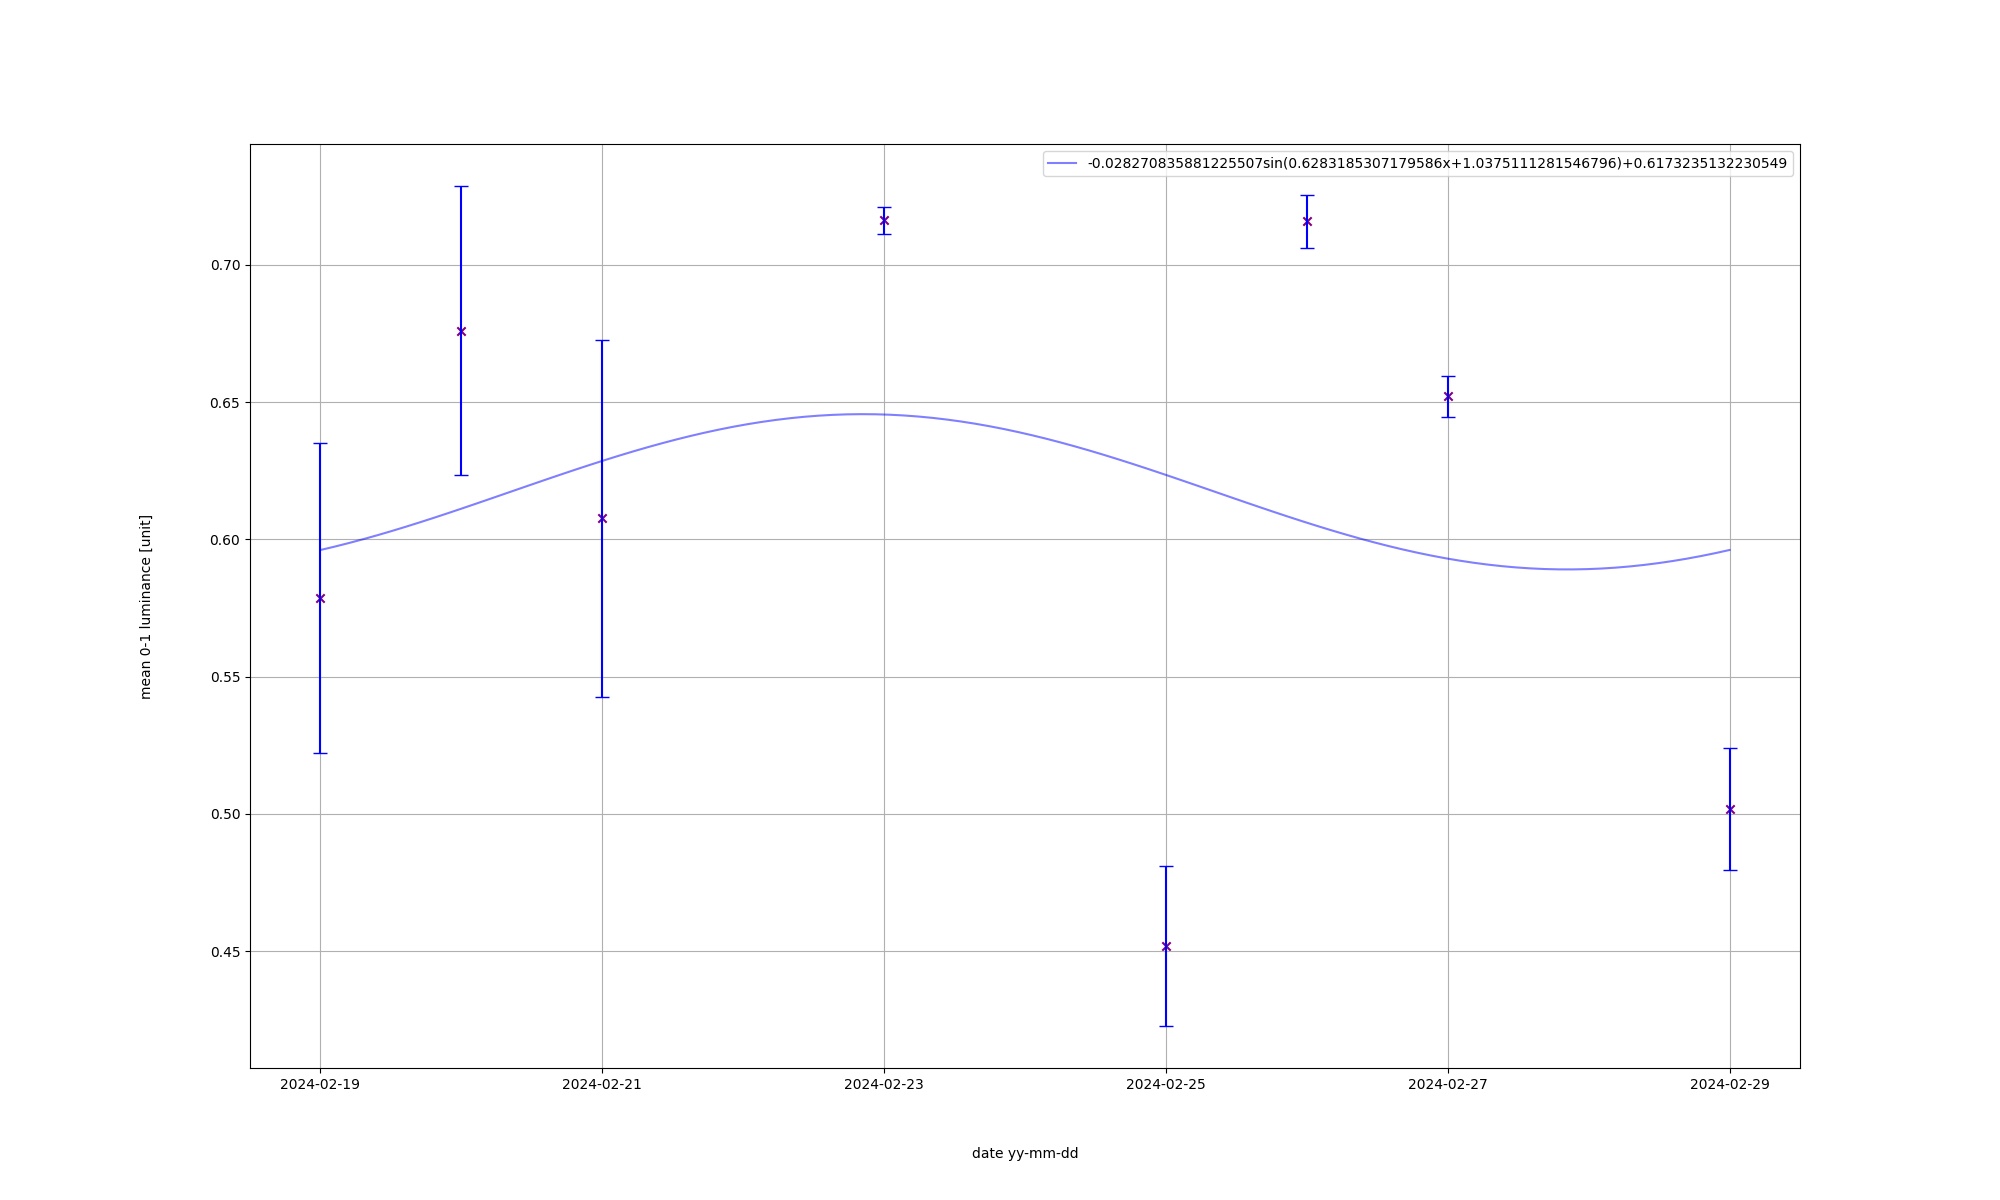 -0.028270835881225507sin(0.6283185307179586x+1.0375111281546796)+0.6173235132230549
0.70
0.65
0.60
0.55
0.50
0.45
mean 0-1 luminance [unit]
2024-02-19 2024-02-21 2024-02-23 2024-02-25 2024-02-27 2024-02-29
date yy-mm-dd